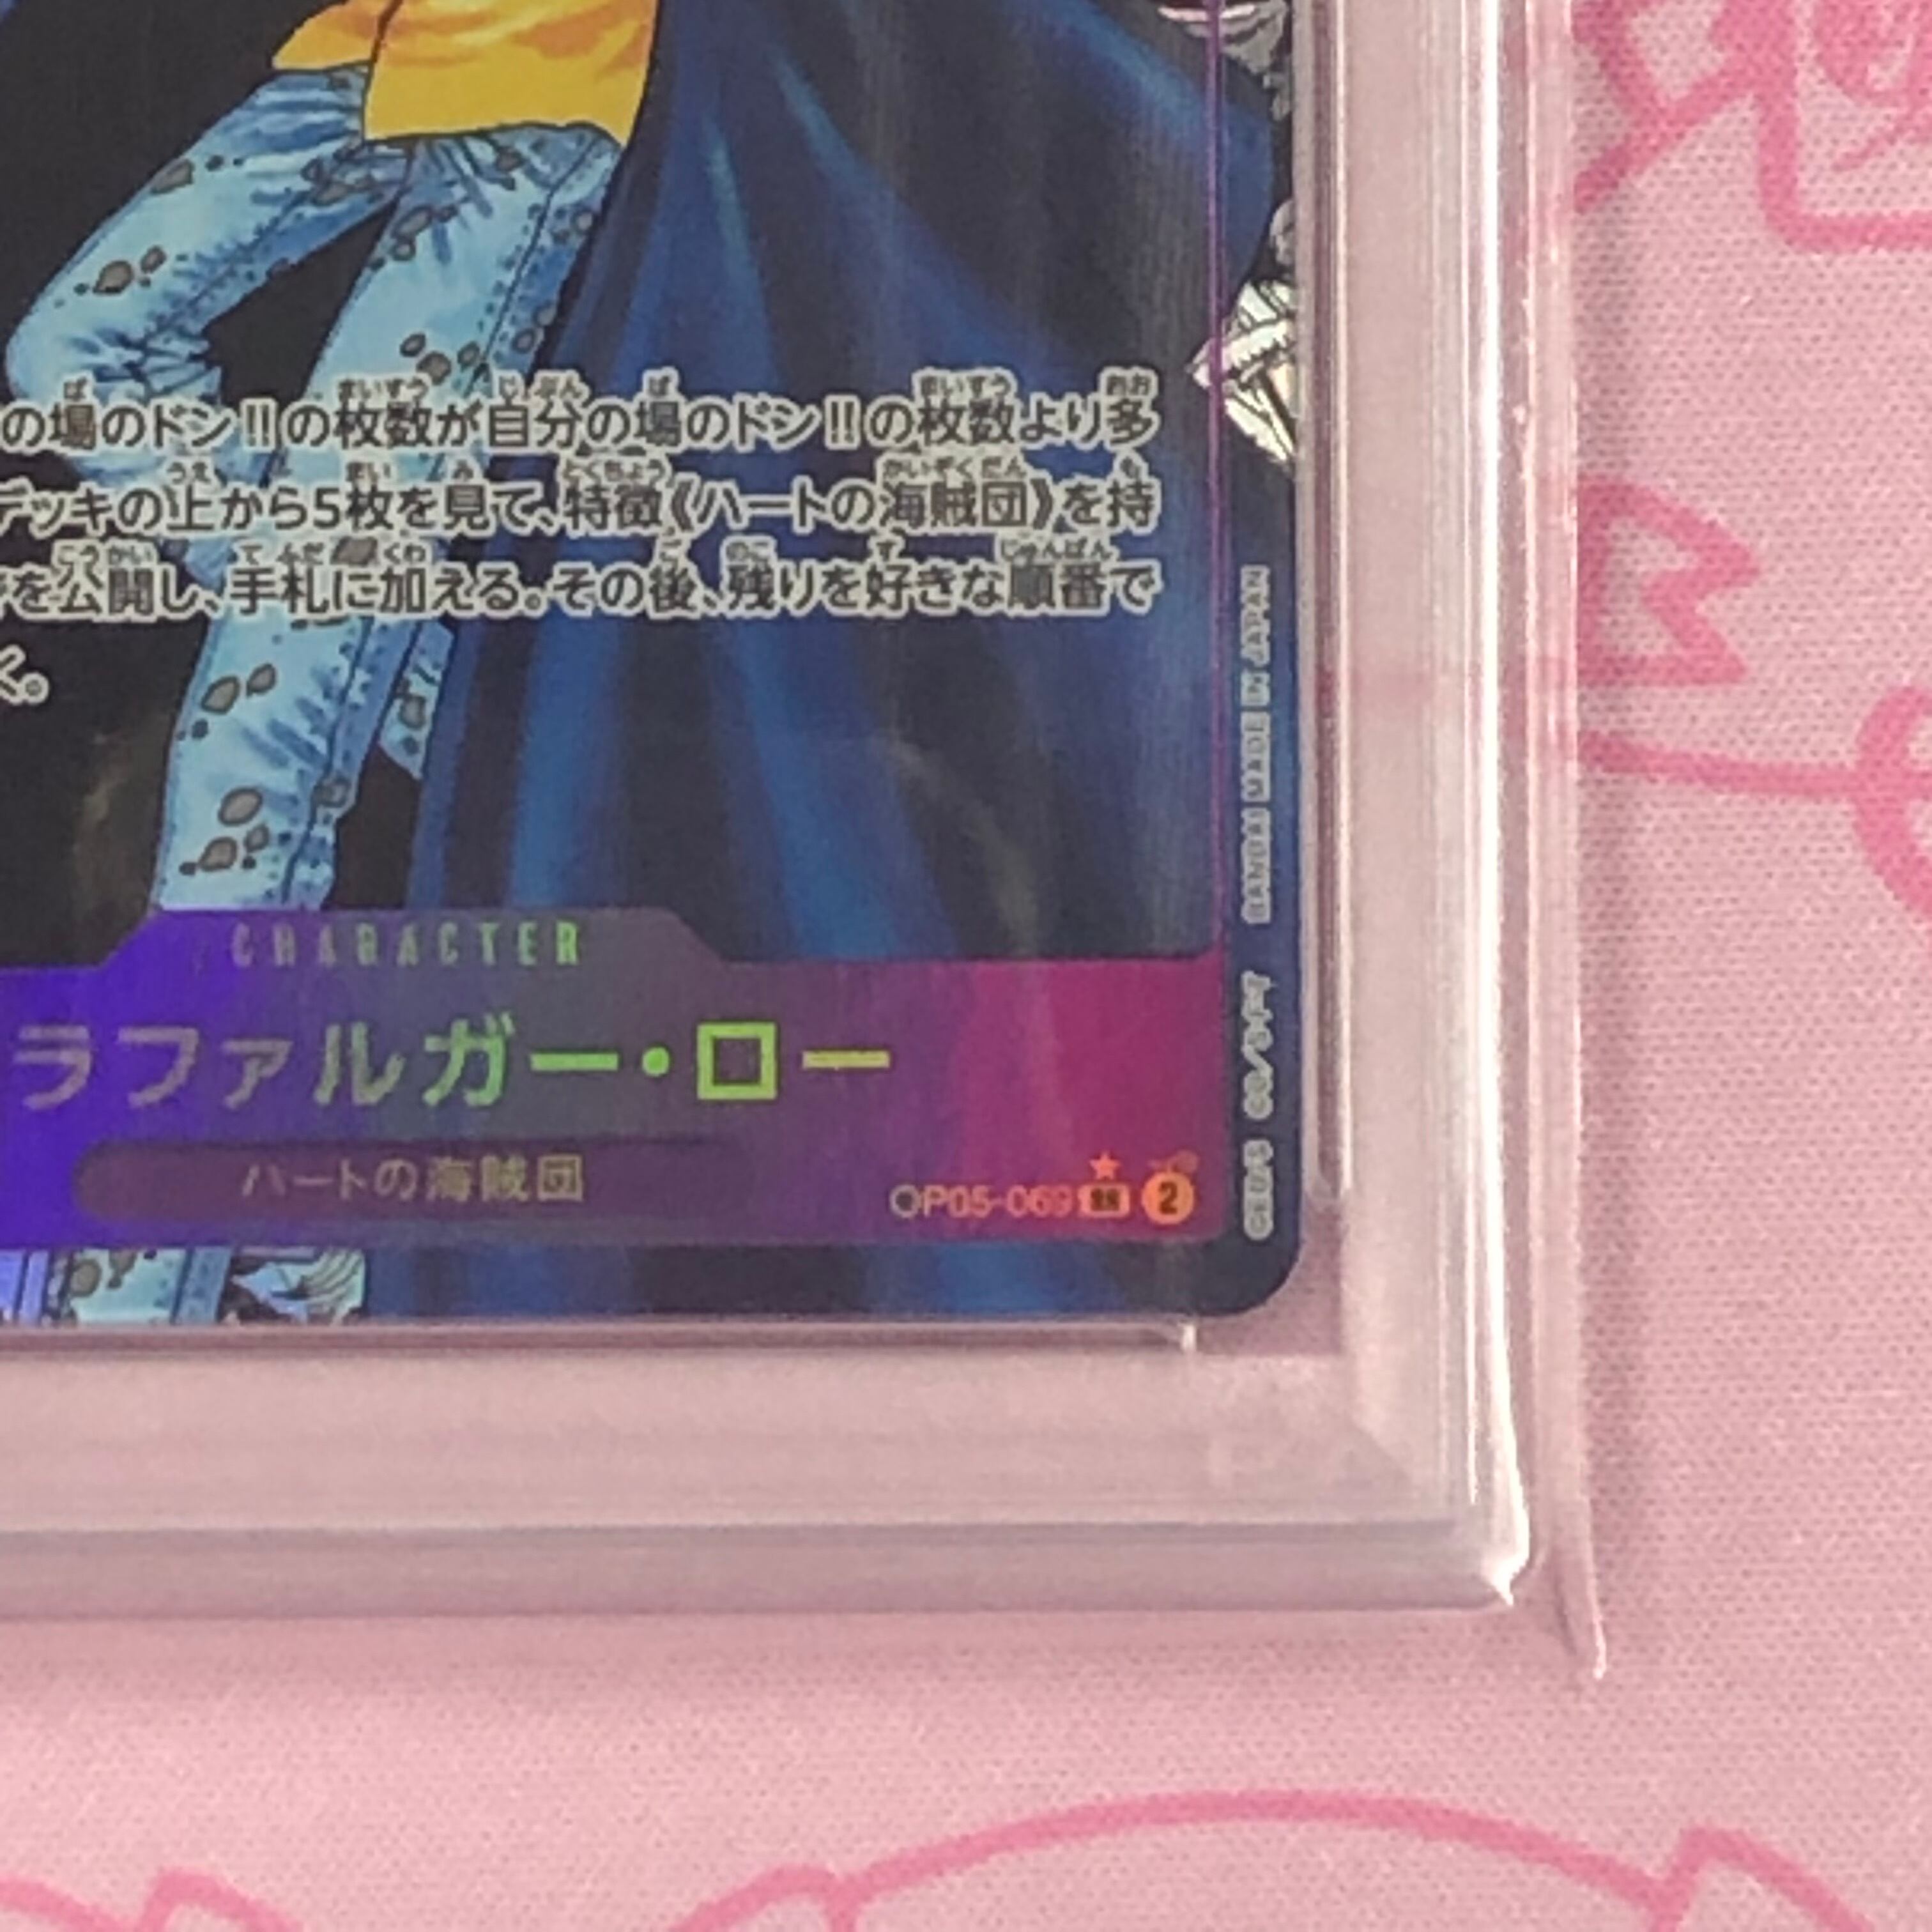 の場のドン!!の枚数が自分の場のドン!!の枚数より多
デッキの上から5枚を見て、特徴《ハートの海賊団》を持
を公開し、手札に加える。その後、残りを好きな順番で
く。
CHARACTER
ラファルガー・ロー
ハートの海賊団
OP05-069 SR 2
BANDAI MADE IN JAPAN